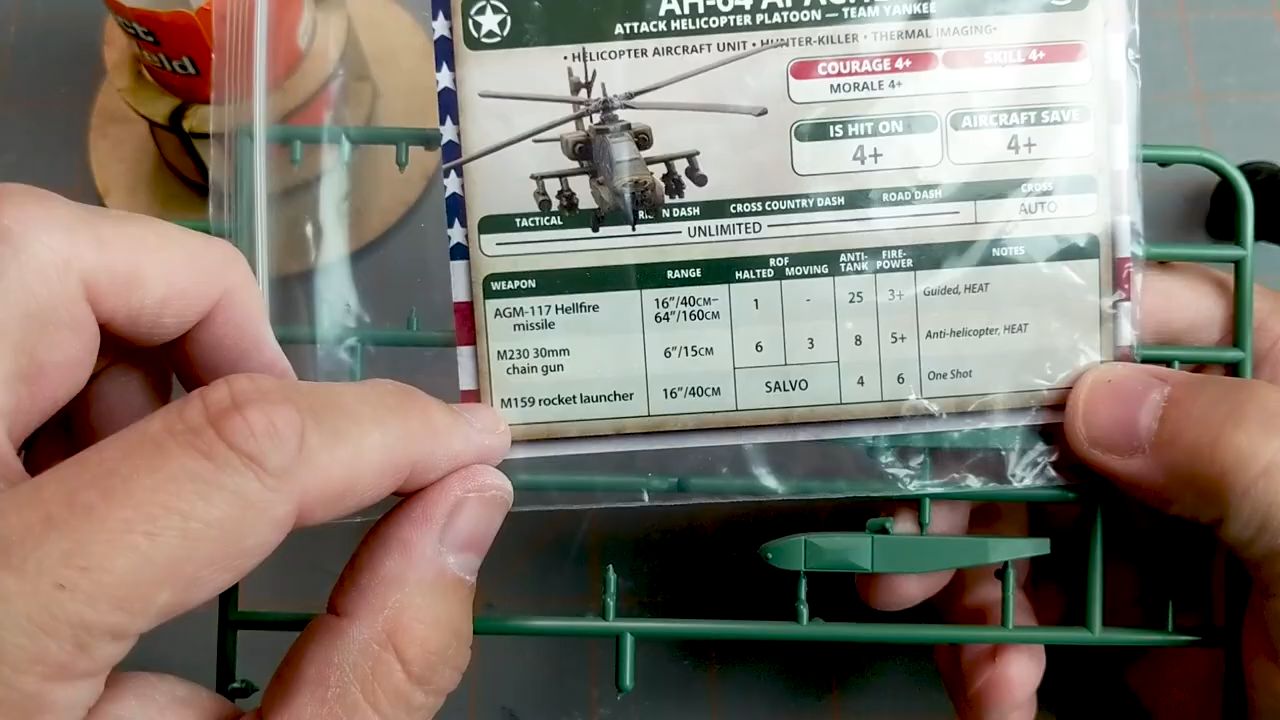 AH-64 APACHE
ATTACK HELICOPTER PLATOON — TEAM YANKEE
• HELICOPTER AIRCRAFT UNIT • HUNTER-KILLER • THERMAL IMAGING•
COURAGE 4+
SKILL 4+
MORALE 4+
IS HIT ON
4+
AIRCRAFT SAVE
4+
TACTICAL
DASH
CROSS COUNTRY DASH
ROAD DASH
CROSS
UNLIMITED
AUTO
WEAPON
RANGE
ROF
HALTED MOVING
ANTI-
TANK
FIRE-
POWER
NOTES
AGM-117 Hellfire
missile
16"/40CM–
64"/160CM
1
-
25
3+
Guided, HEAT
M230 30mm
chain gun
6"/15CM
6
3
8
5+
Anti-helicopter, HEAT
M159 rocket launcher
16"/40CM
SALVO
4
6
One Shot